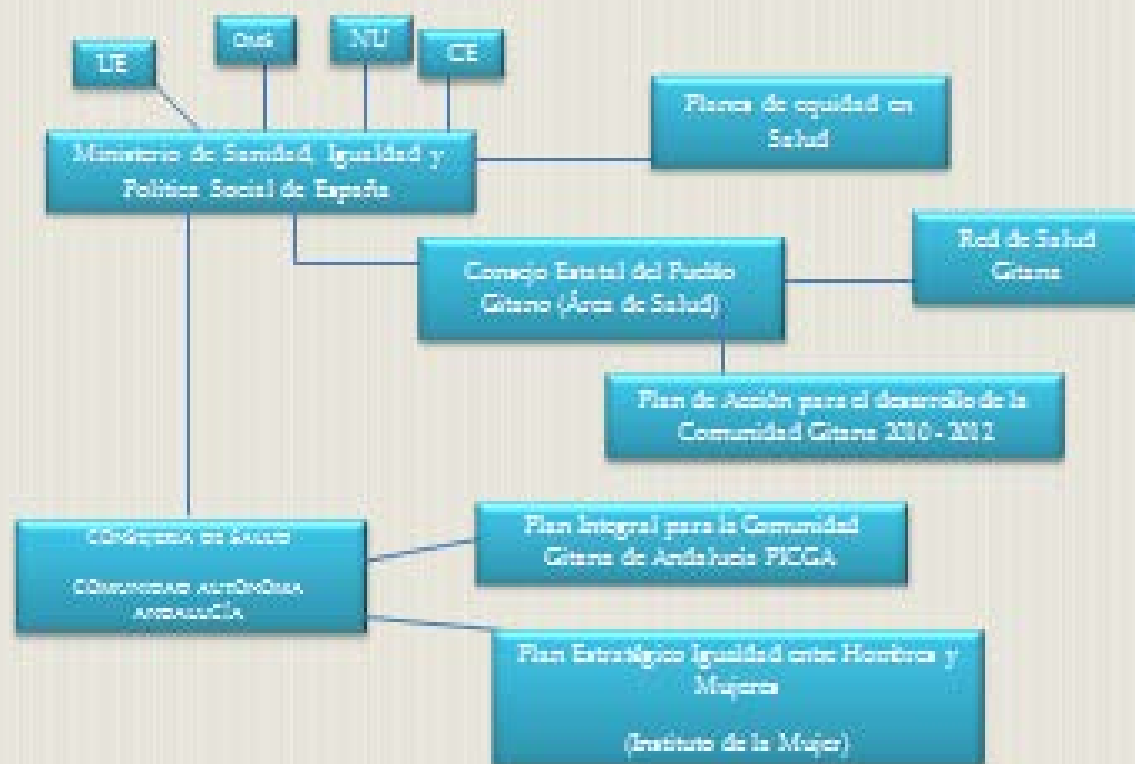 UE
OMS
NU
CE
Planes de equidad en
Salud
Ministerio de Sanidad, Igualdad y
Política Social de España
Red de Salud
Gitana
Consejo Estatal del Pueblo
Gitano (Área de Salud)
Plan de Acción para el desarrollo de la
Comunidad Gitana 2010 - 2012
Plan Integral para la Comunidad
Gitana de Andalucía PICGA
CONSEJERIA DE SALUD
COMUNIDAD AUTÓNOMA
ANDALUCÍA
Plan Estratégico Igualdad entre Hombres y
Mujeres
(Instituto de la Mujer)